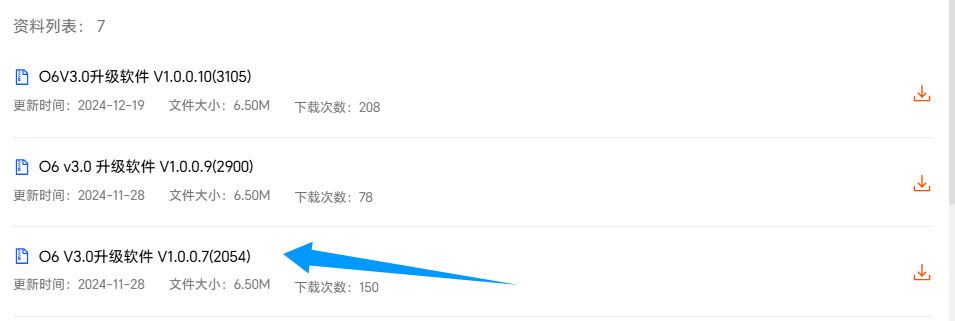 资料列表： 7
O6V3.0升级软件 V1.0.0.10(3105)
更新时间：2024-12-19 文件大小：6.50M 下载次数：208
O6 v3.0 升级软件 V1.0.0.9(2900)
更新时间：2024-11-28 文件大小：6.50M 下载次数：78
O6 V3.0升级软件 V1.0.0.7(2054)
更新时间：2024-11-28 文件大小：6.50M 下载次数：150